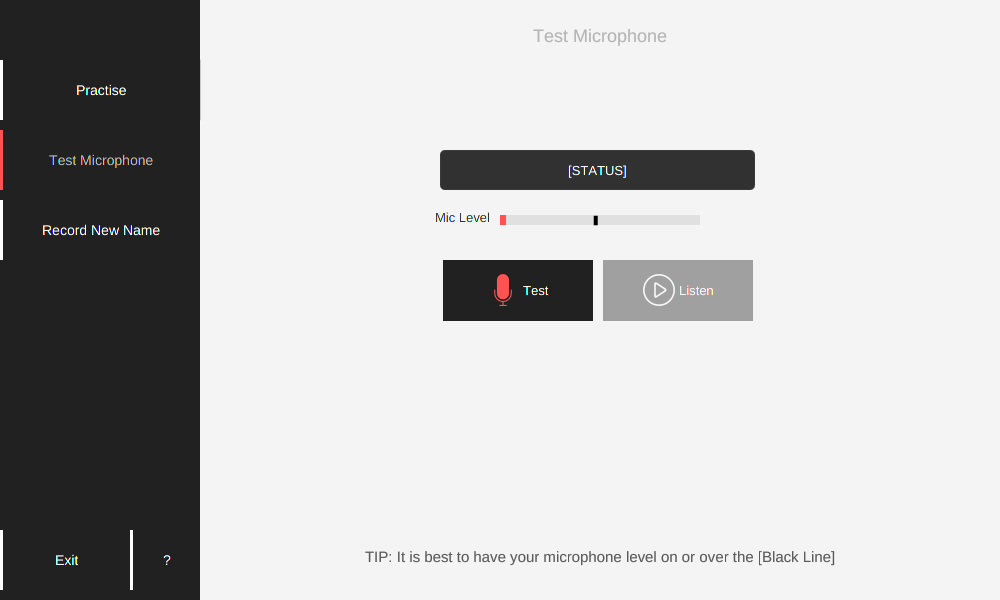 Practise
Test Microphone
Record New Name
Exit
?
Test Microphone
[STATUS]
Mic Level
Test
Listen
TIP: It is best to have your microphone level on or over the [Black Line]